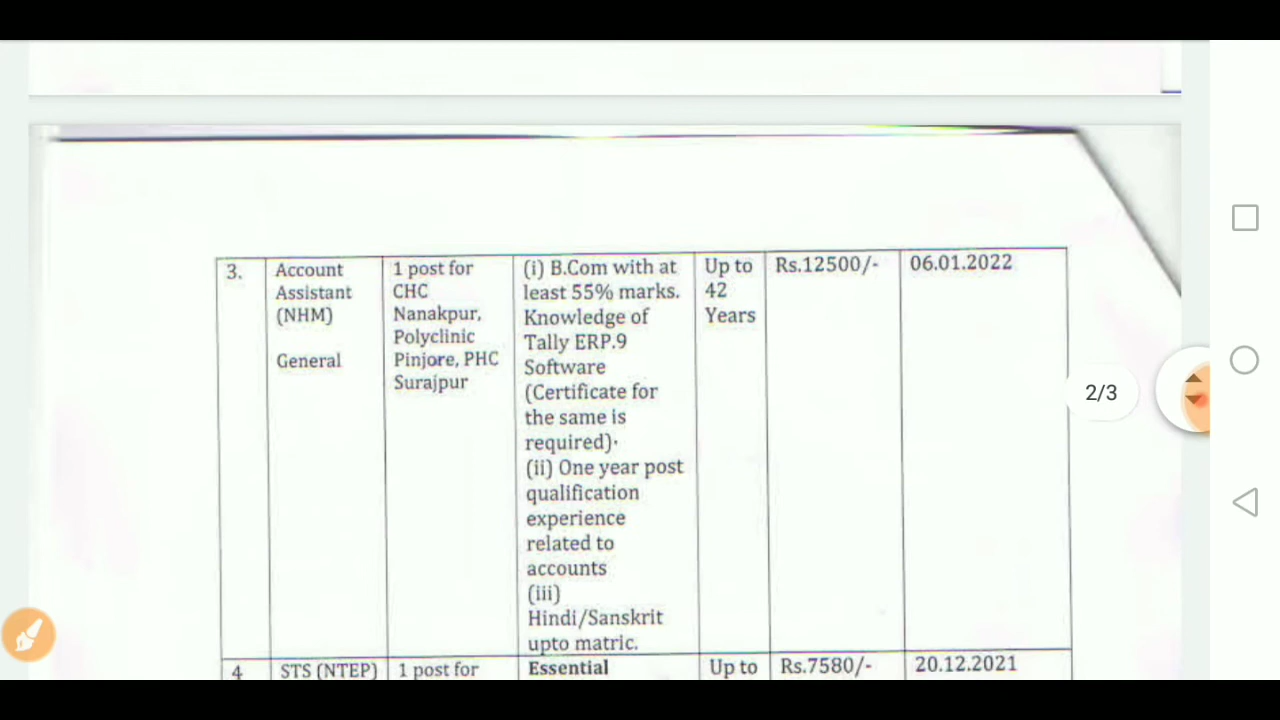 3.
Account
Assistant
(NHM)
General
1 post for
CHC
Nanakpur,
Polyclinic
Pinjore, PHC
Surajpur
(i) B.Com with at
least 55% marks.
Knowledge of
Tally ERP.9
Software
(Certificate for
the same is
required).
(ii) One year post
qualification
experience
related to
accounts
(iii)
Hindi/Sanskrit
upto matric.
Up to
42
Years
Rs.12500/-
06.01.2022
4
STS (NTEP)
1 post for
Essential
Up to
Rs.7580/-
20.12.2021
2/3